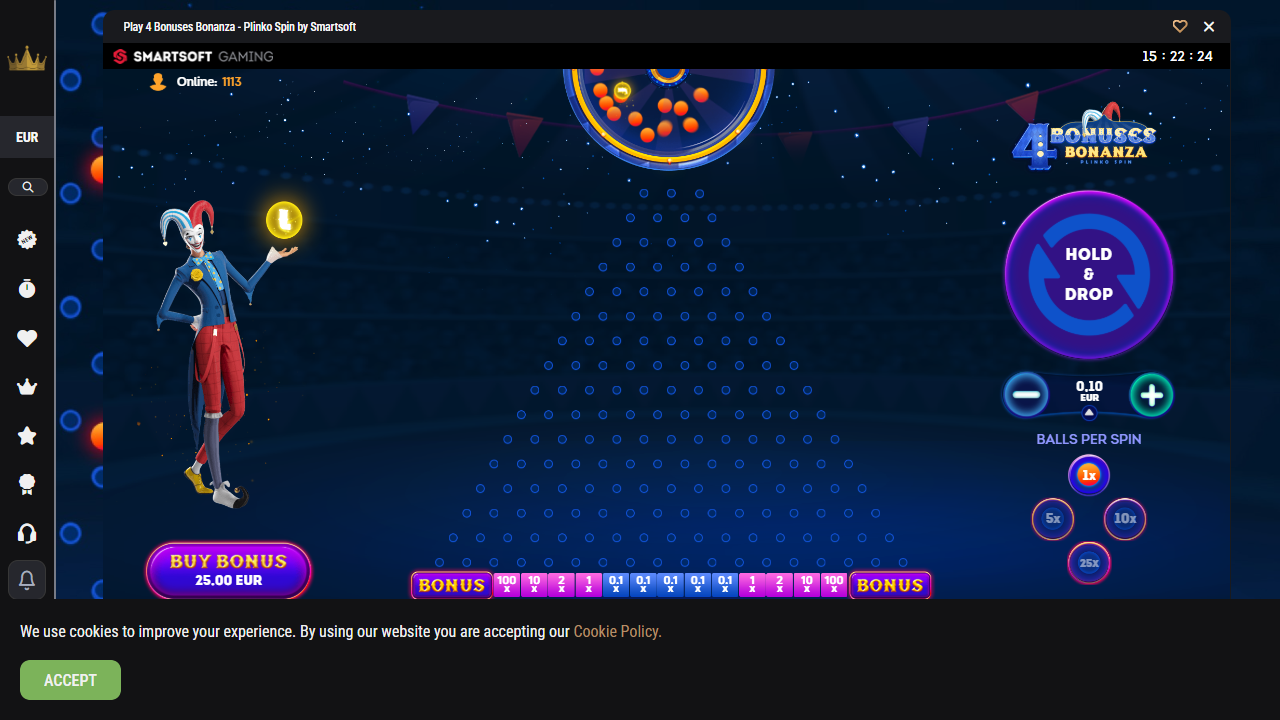 Play 4 Bonuses Bonanza - Plinko Spin by Smartsoft
SMARTSOFT GAMING
15 : 22 : 24
Online: 1113
EUR
NEW
4 BONUSES
BONANZA
PLINKO SPIN
HOLD
&
DROP
0,10
EUR
BALLS PER SPIN
1x
5x
10x
25x
BUY BONUS
25.00 EUR
BONUS 100 x 10 x 2 x 1 x 0.1 x 0.1 x 0.1 x 0.1 x 0.1 x 1 x 2 x 10 x 100 x BONUS
We use cookies to improve your experience. By using our website you are accepting our Cookie Policy.
ACCEPT